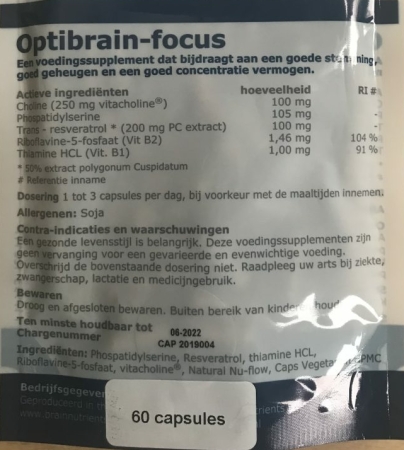 Optibrain-focus
Een voedingssupplement dat bijdraagt aan een goede
goed geheugen en een goed concentratie vermogen.
Actieve ingrediënten hoeveelheid RI #
Choline (250 mg vitacholine®) 100 mg
Phospatidylserine 105 mg -
Trans - resveratrol * (200 mg PC extract) 100 mg -
Riboflavine-5-fosfaat (Vit B2) 1,46 mg 104 %
Thiamine HCL (Vit. B1) 1,00 mg 91 %
* 50% extract polygonum Cuspidatum
# Referentie inname
Dosering 1 tot 3 capsules per dag, bij voorkeur met de maaltijden innemen.
Allergenen: Soja
Contra-indicaties en waarschuwingen
Een gezonde levensstijl is belangrijk. Deze voedingssupplementen zijn
geen vervanging voor een gevarieerde en evenwichtige voeding.
Overschrijd de bovenstaande dosering niet. Raadpleeg uw arts bij ziekte,
zwangerschap, lactatie en medicijngebruik.
Bewaren
Droog en afgesloten bewaren. Buiten bereik van
Ten minste houdbaar tot 06-2022
Chargenummer CAP 2019004
Ingrediënten: Phospatidylserine, Resveratrol, thiamine HCL,
Riboflavine-5-fosfaat, vitacholine®, Natural Nu-flow, Caps
Bedrijfsgegeven
Geproduceerd in
60 capsules